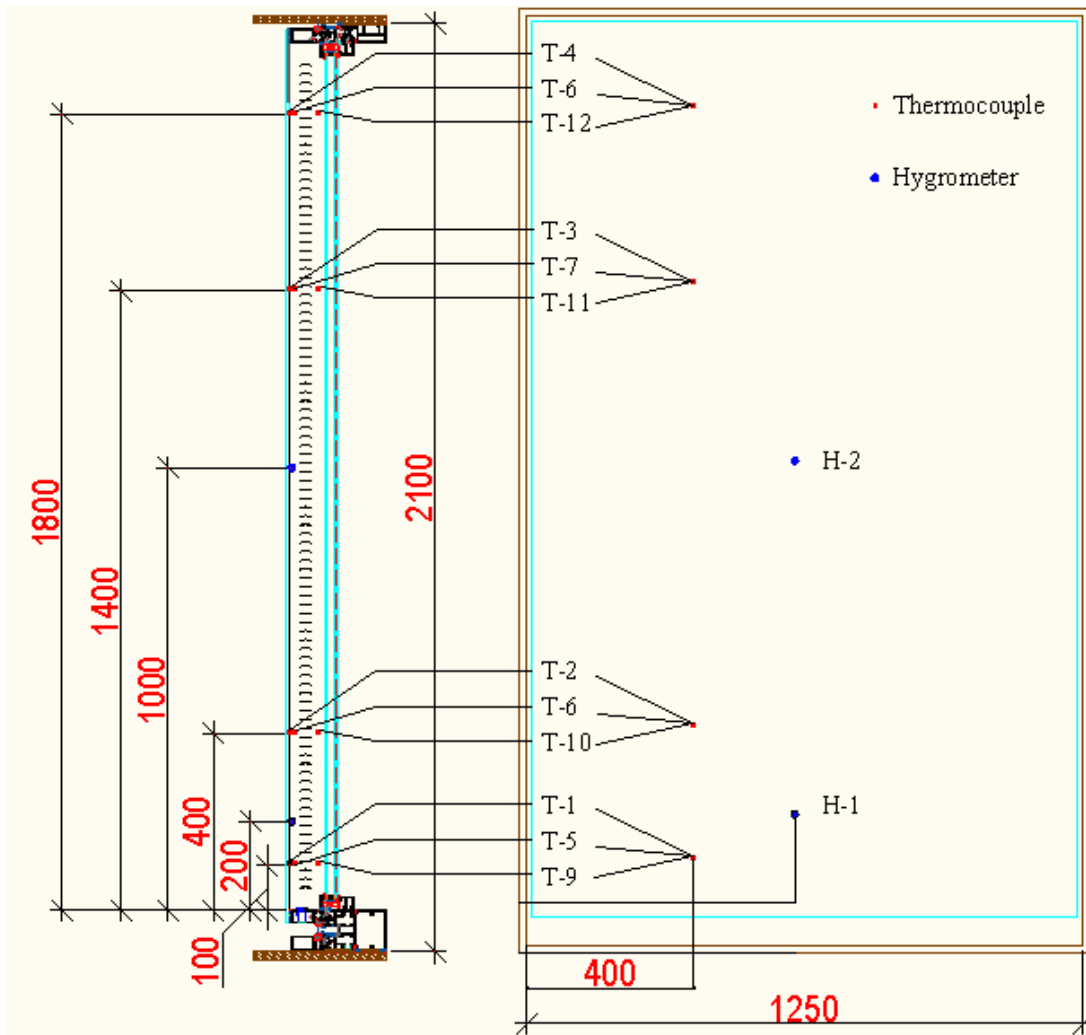 T-4
T-6
T-12
Thermocouple
Hygrometer
T-3
T-7
T-11
H-2
T-2
T-6
T-10
T-1
T-5
T-9
H-1
1800
1400
1000
400
200
100
2100
400
1250